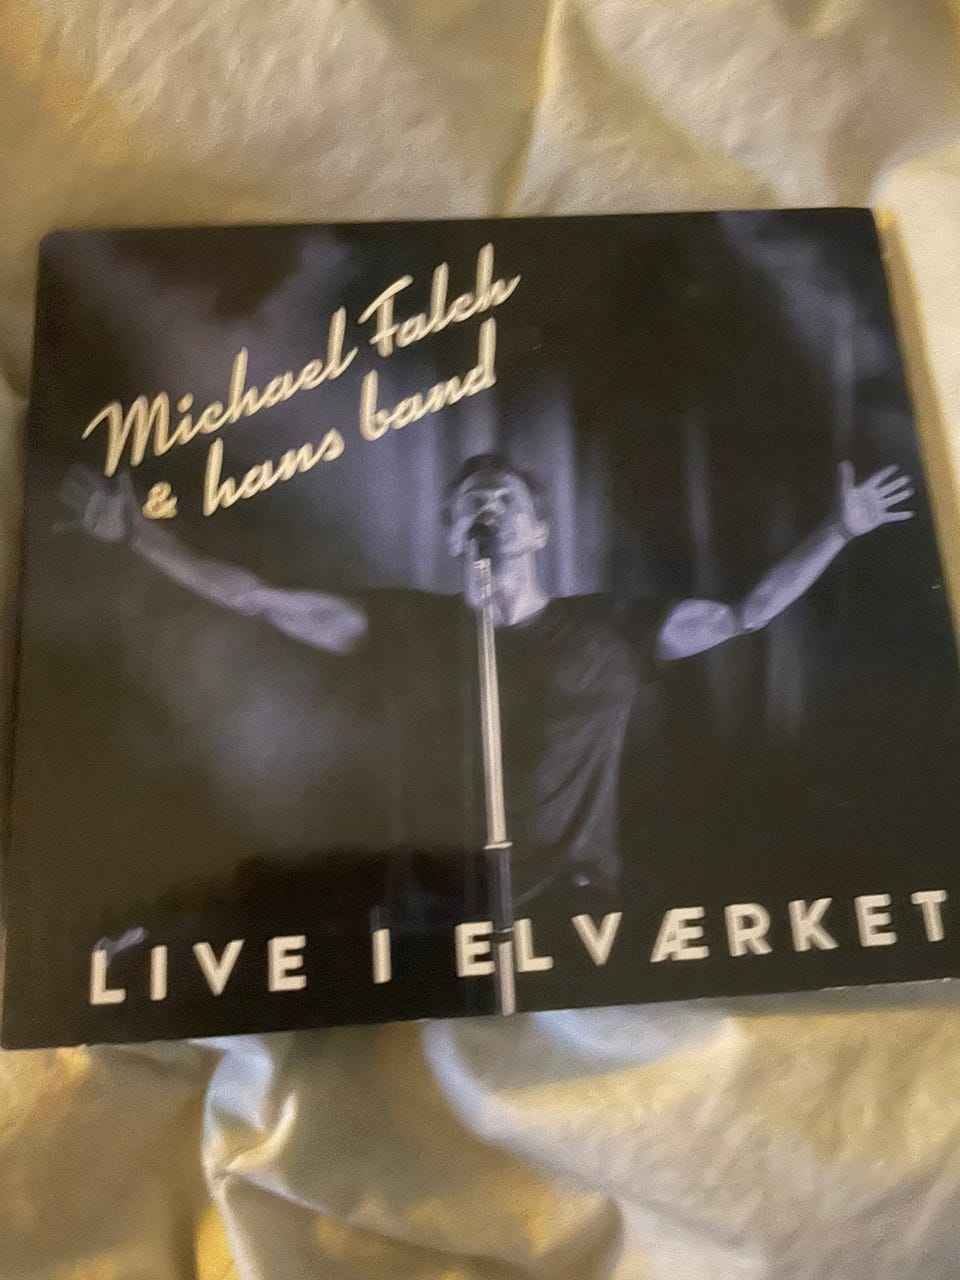 Michael Falch
& hans band
LIVE I ELVÆRKET